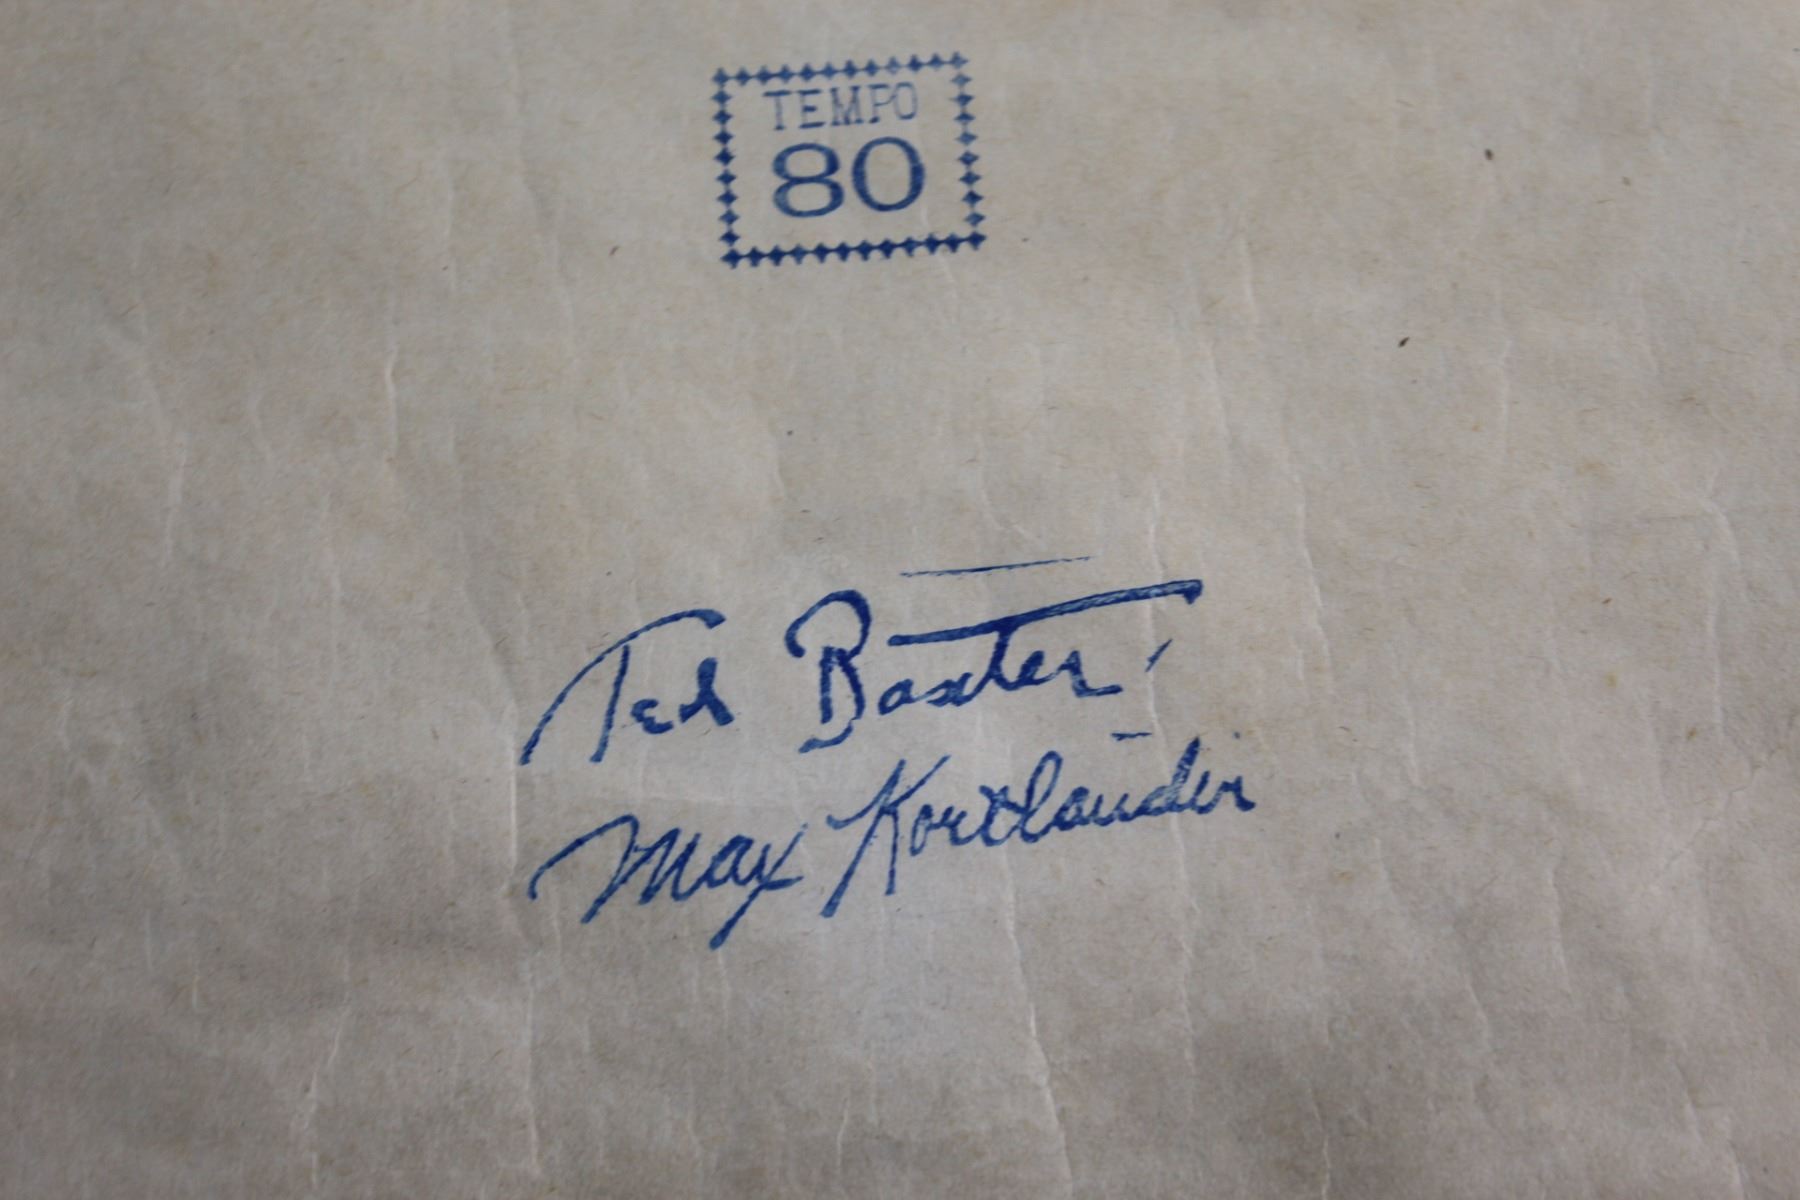 TEMPO
80
Ted Baxter
Max Kortlander